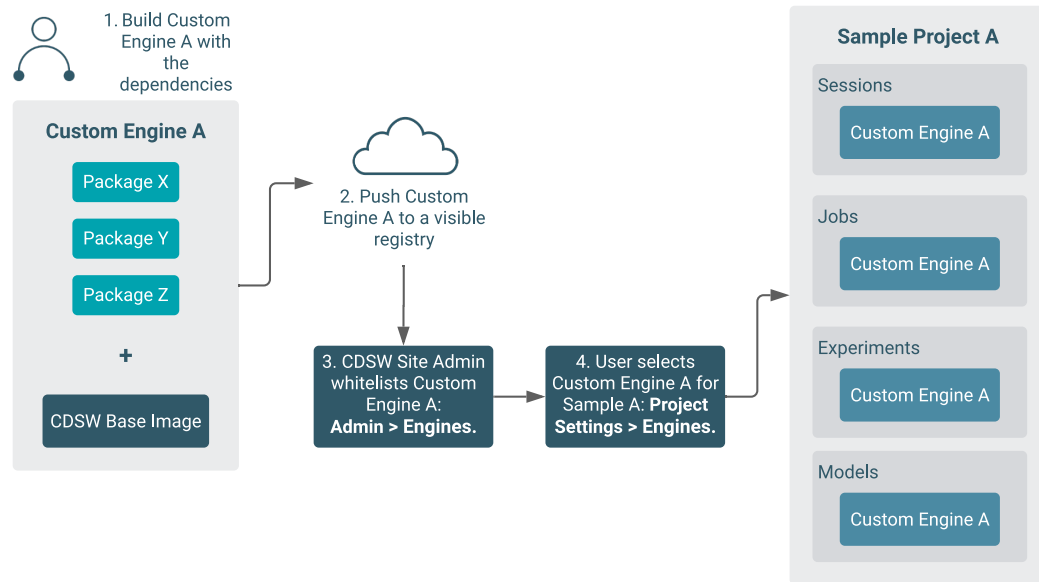 1. Build Custom
Engine A with
the
dependencies
Custom Engine A
Package X
Package Y
Package Z
+
CDSW Base Image
2. Push Custom
Engine A to a visible
registry
3. CDSW Site Admin
whitelists Custom
Engine A:
Admin > Engines.
4. User selects
Custom Engine A for
Sample A: Project
Settings > Engines.
Sample Project A
Sessions
Custom Engine A
Jobs
Custom Engine A
Experiments
Custom Engine A
Models
Custom Engine A